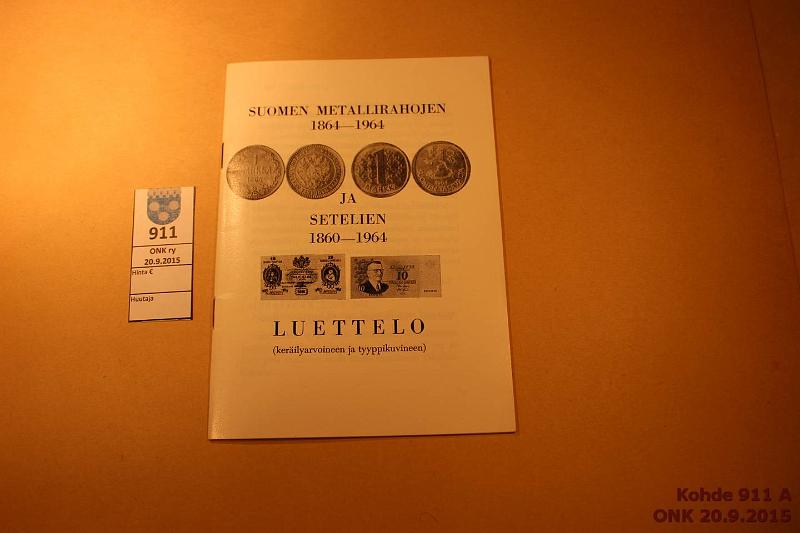 SUOMEN METALLIRAHOJEN
1864—1964
JA
SETELIEN
1860—1964
10
LUETTELO
(keräilyarvoineen ja tyyppikuvineen)
911
ONK ry
20.9.2015
Hinta €
Huutaja
Kohde 911 A
ONK 20.9.2015